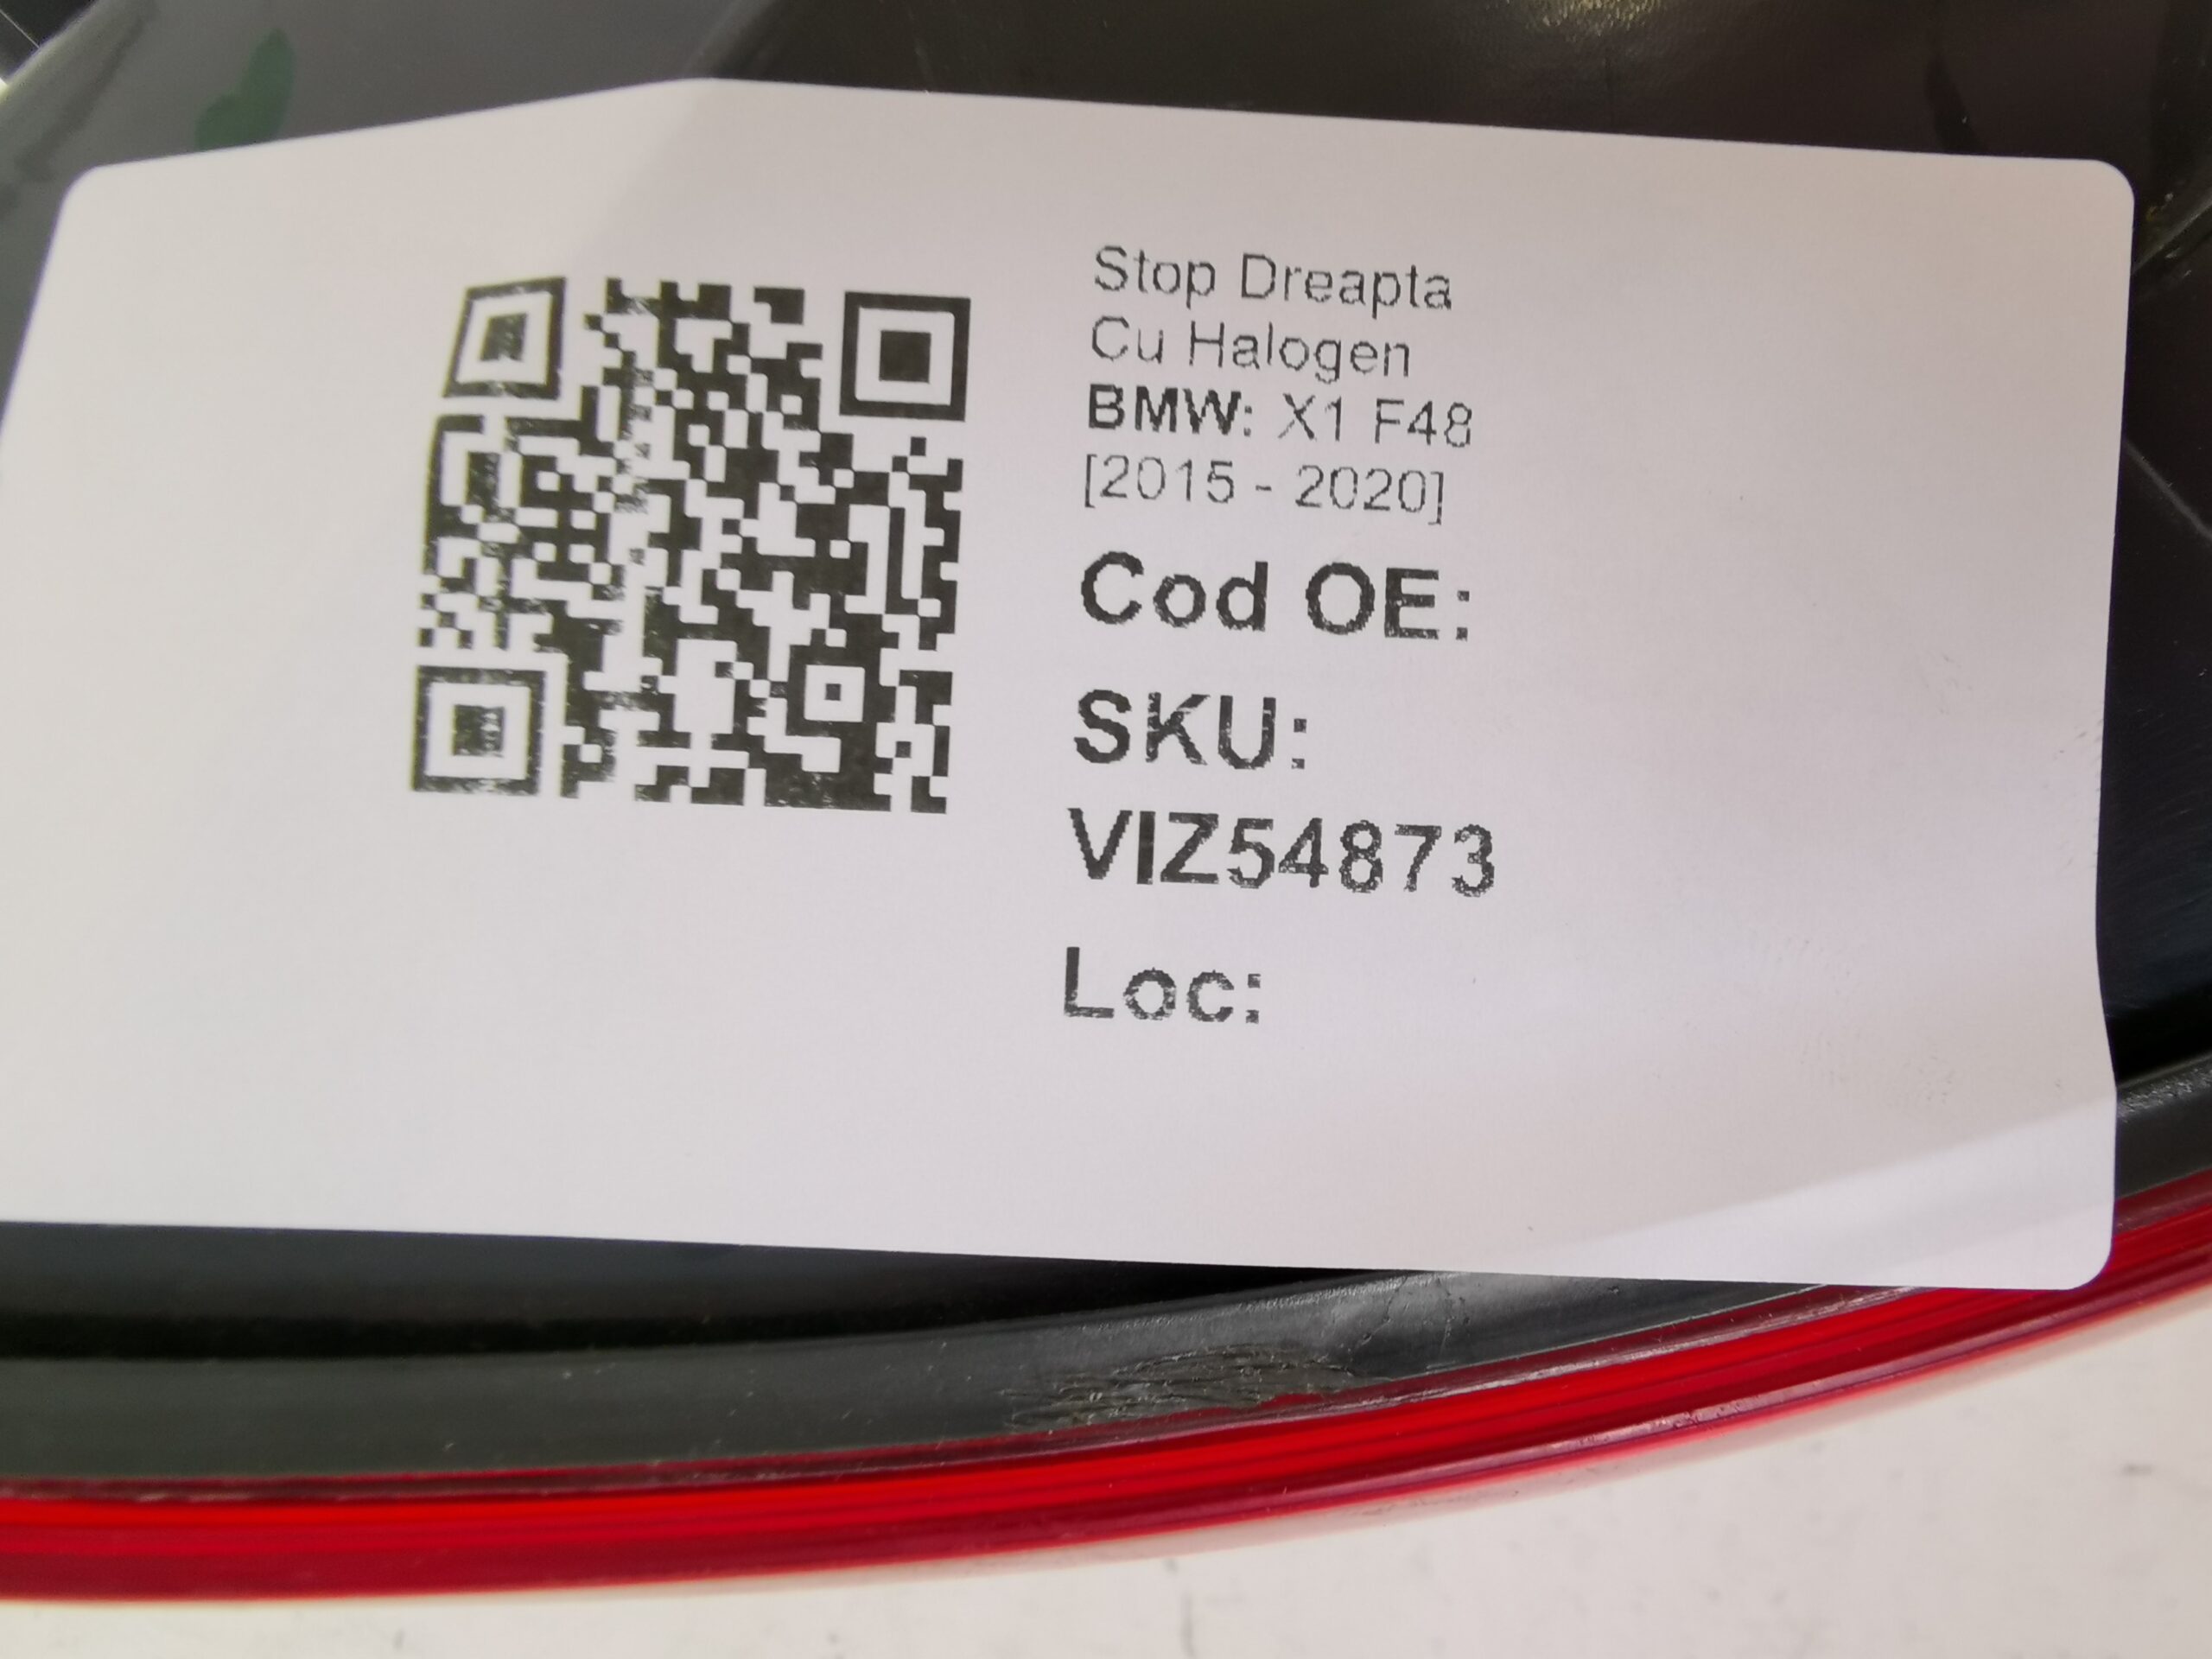 Stop Dreapta
Cu Halogen
BMW: X1 F48
[2015 - 2020]
Cod OE:
SKU:
VIZ54873
Loc: